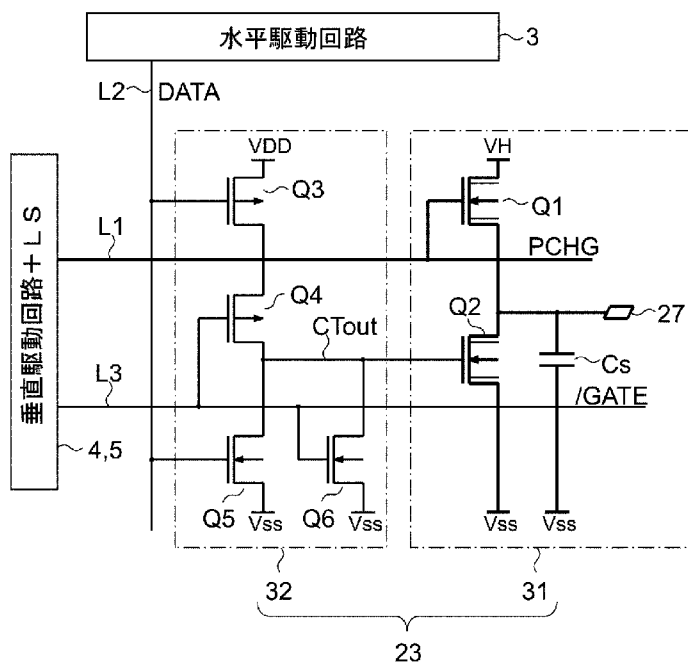 水平駆動回路
3
L2
DATA
VDD
VH
Q3
Q1
垂直駆動回路+LS
L1
PCHG
Q4
Q2
27
CTout
Cs
L3
/GATE
4,5
Q5
Vss
Q6
Vss
Vss
Vss
32
31
23